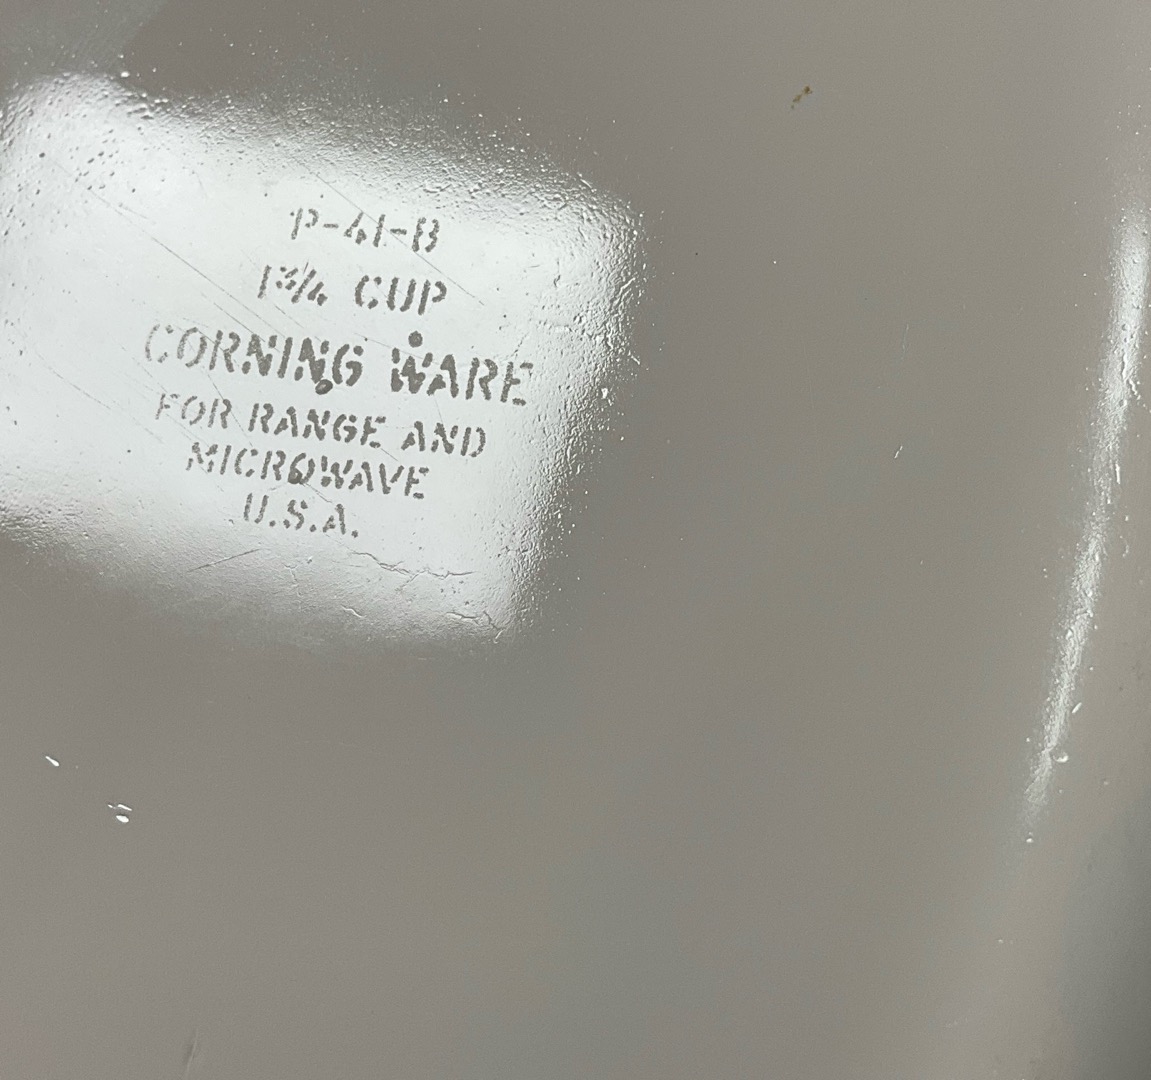 P-41-B
1¾ CUP
CORNING WARE
FOR RANGE AND
MICROWAVE
U.S.A.